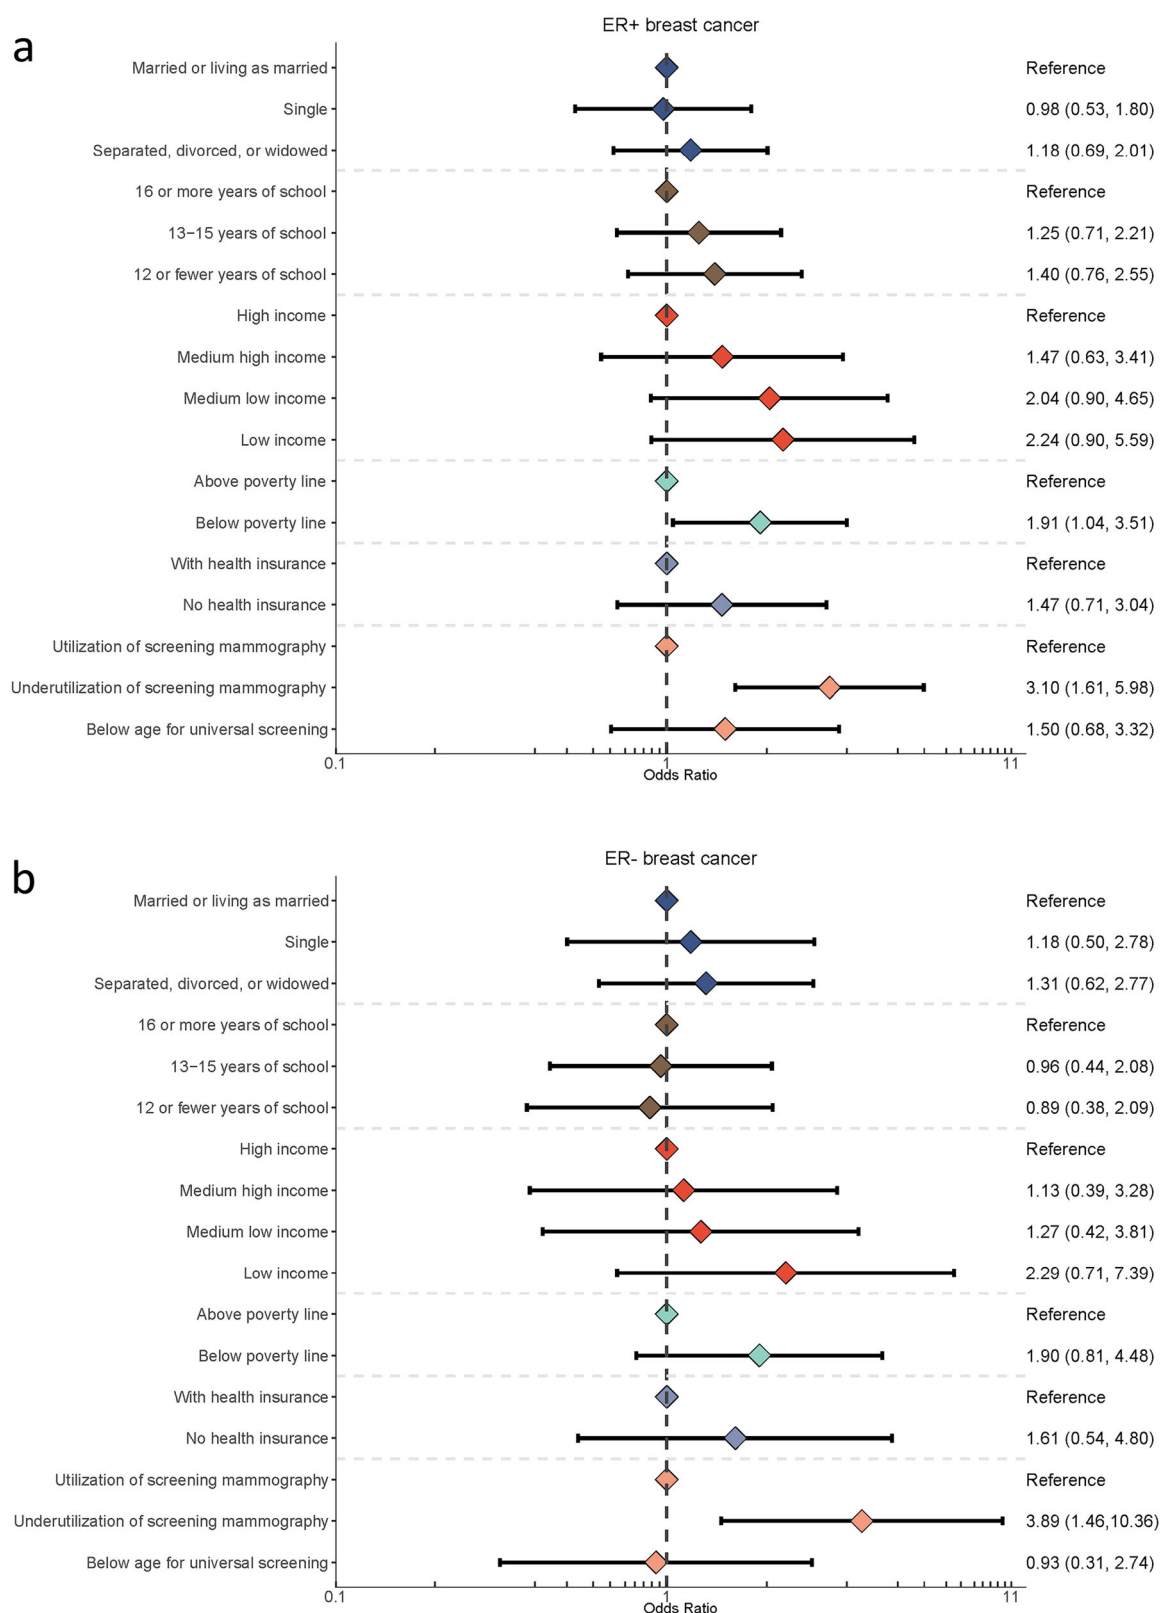 a
ER+ breast cancer
Married or living as married Reference
Single 0.98 (0.53, 1.80)
Separated, divorced, or widowed 1.18 (0.69, 2.01)
16 or more years of school Reference
13−15 years of school 1.25 (0.71, 2.21)
12 or fewer years of school 1.40 (0.76, 2.55)
High income Reference
Medium high income 1.47 (0.63, 3.41)
Medium low income 2.04 (0.90, 4.65)
Low income 2.24 (0.90, 5.59)
Above poverty line Reference
Below poverty line 1.91 (1.04, 3.51)
With health insurance Reference
No health insurance 1.47 (0.71, 3.04)
Utilization of screening mammography Reference
Underutilization of screening mammography 3.10 (1.61, 5.98)
Below age for universal screening 1.50 (0.68, 3.32)
0.1 1 11
Odds Ratio
b
ER- breast cancer
Married or living as married Reference
Single 1.18 (0.50, 2.78)
Separated, divorced, or widowed 1.31 (0.62, 2.77)
16 or more years of school Reference
13−15 years of school 0.96 (0.44, 2.08)
12 or fewer years of school 0.89 (0.38, 2.09)
High income Reference
Medium high income 1.13 (0.39, 3.28)
Medium low income 1.27 (0.42, 3.81)
Low income 2.29 (0.71, 7.39)
Above poverty line Reference
Below poverty line 1.90 (0.81, 4.48)
With health insurance Reference
No health insurance 1.61 (0.54, 4.80)
Utilization of screening mammography Reference
Underutilization of screening mammography 3.89 (1.46,10.36)
Below age for universal screening 0.93 (0.31, 2.74)
0.1 1 11
Odds Ratio